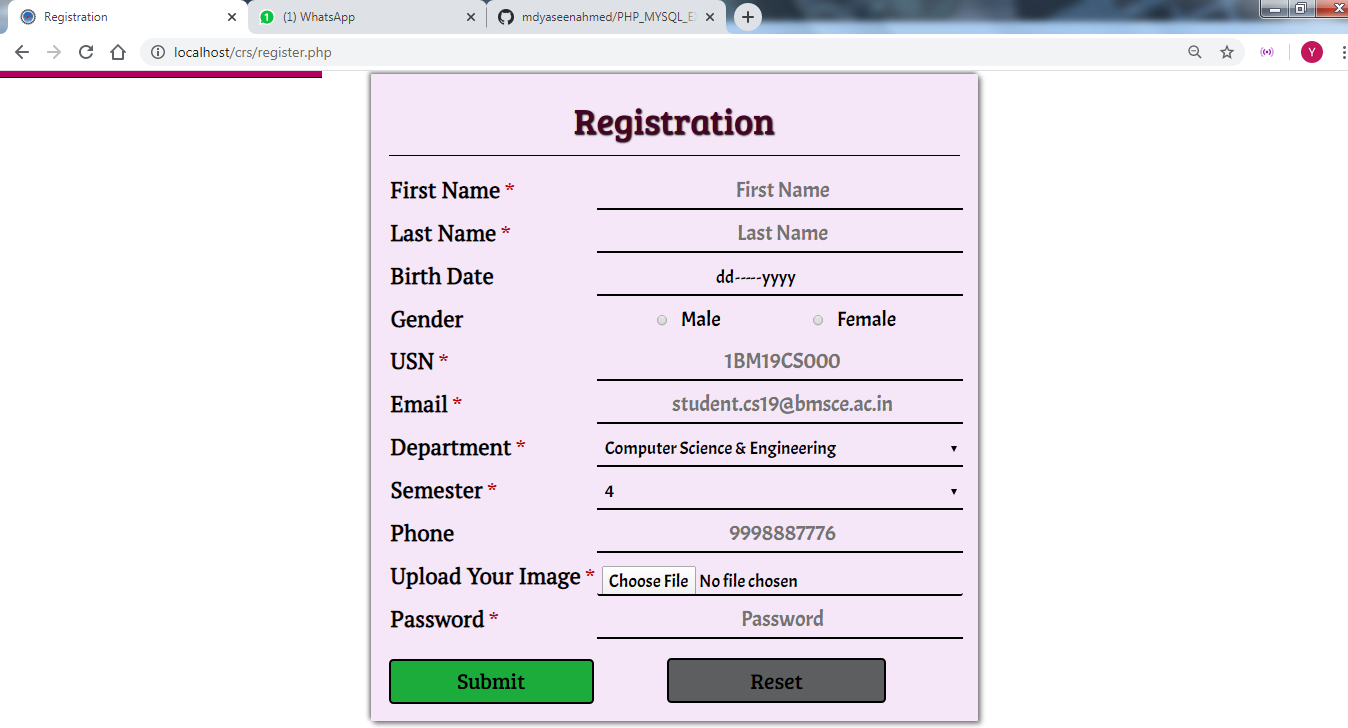 Registration
(1) WhatsApp
mdyaseenahmed/PHP_MYSQL_E
localhost/crs/register.php
Y
Registration
First Name * First Name
Last Name * Last Name
Birth Date dd-----yyyy
Gender Male Female
USN * 1BM19CS000
Email * student.cs19@bmsce.ac.in
Department * Computer Science & Engineering
Semester * 4
Phone 9998887776
Upload Your Image * Choose File No file chosen
Password * Password
Submit Reset